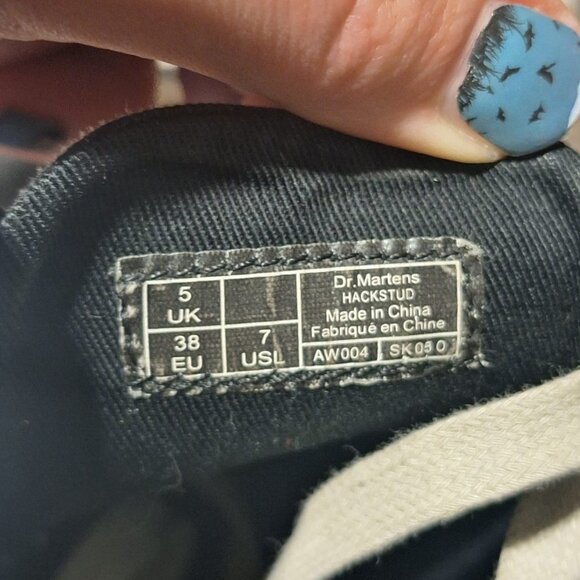 5
UK
38
EU
7
USL
Dr.Martens
HACKSTUD
Made in China
Fabriqué en Chine
AW004